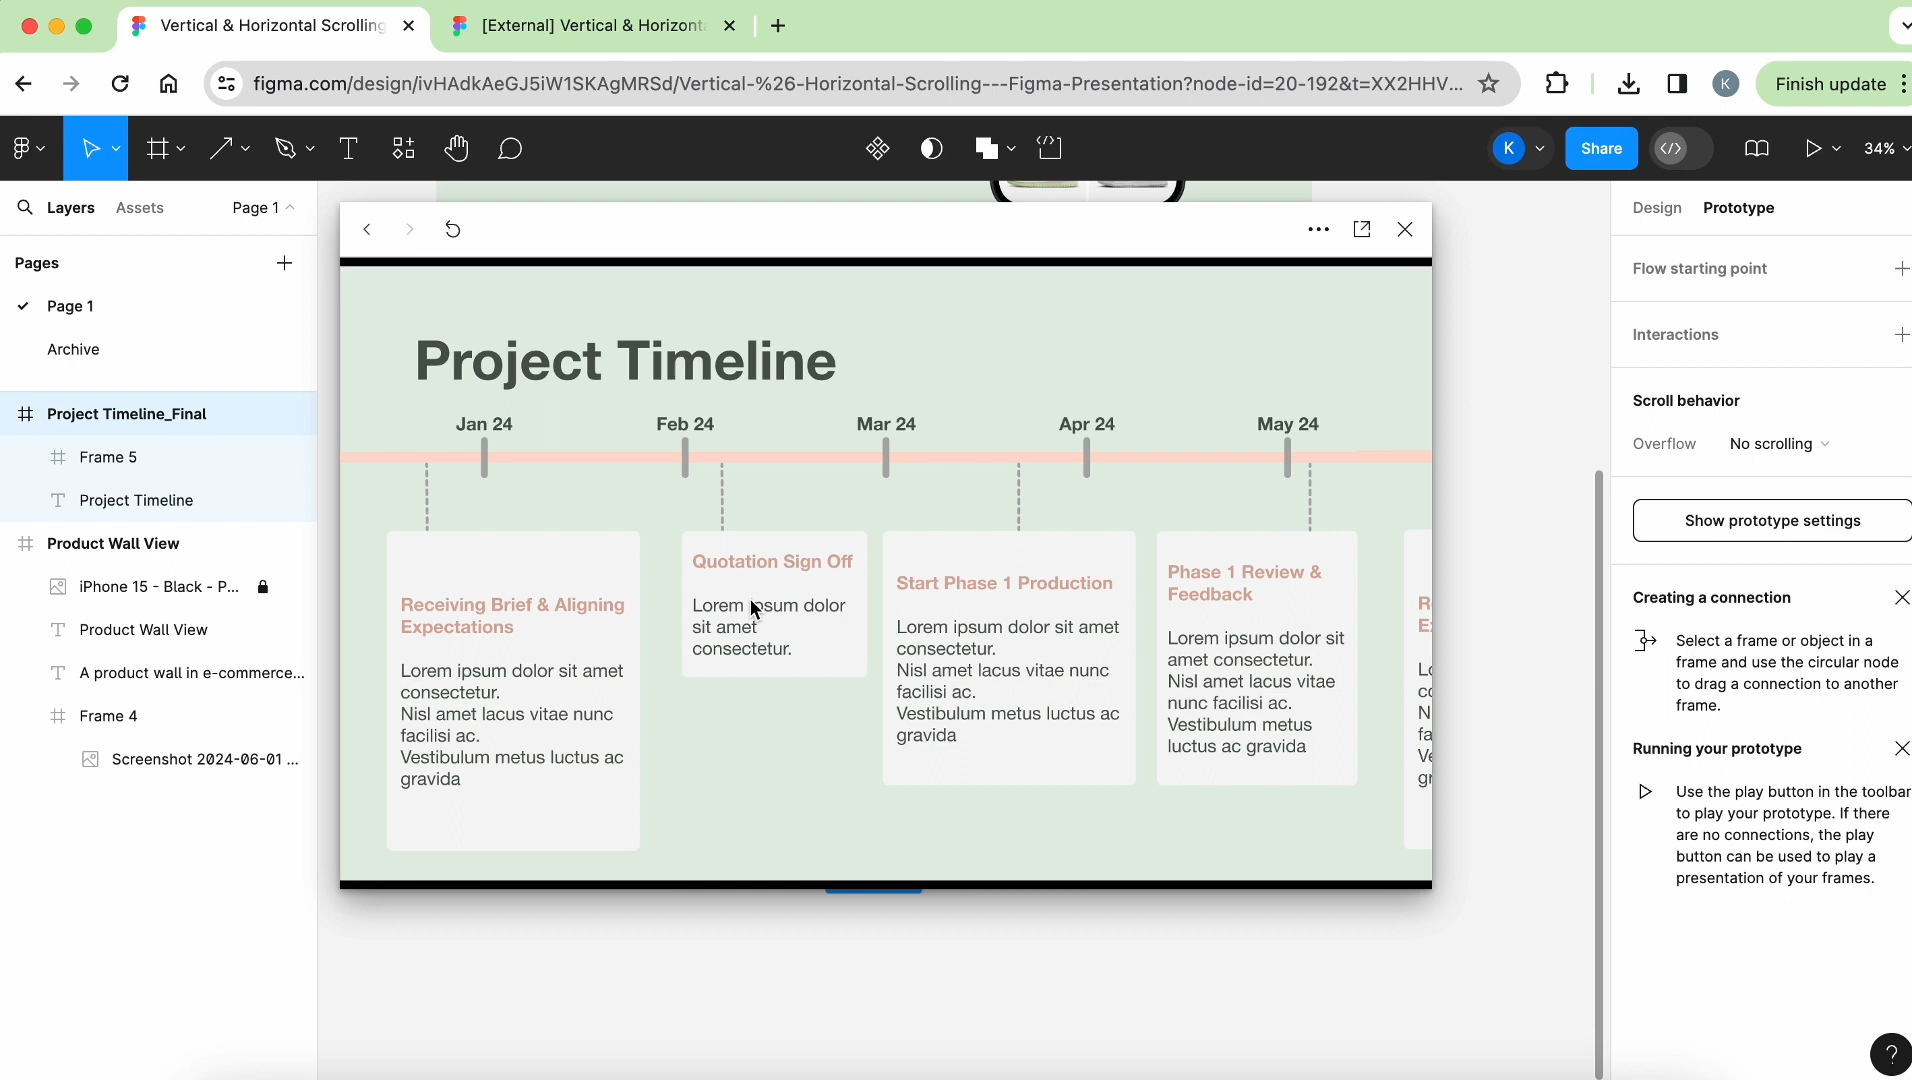 Vertical & Horizontal Scrolling
[External] Vertical & Horizont
figma.com/design/ivHAdkAeGJ5iW1SKAgMRSd/Vertical-%26-Horizontal-Scrolling---Figma-Presentation?node-id=20-192&t=XX2HHV...
K
Finish update
K
Share
34%
Layers
Assets
Page 1
Pages
Page 1
Archive
Project Timeline_Final
Frame 5
Project Timeline
Product Wall View
iPhone 15 - Black - P...
Product Wall View
A product wall in e-commerce...
Frame 4
Screenshot 2024-06-01 ...
Project Timeline
Jan 24
Feb 24
Mar 24
Apr 24
May 24
Receiving Brief & Aligning
Expectations
Lorem ipsum dolor sit amet
consectetur.
Nisl amet lacus vitae nunc
facilisi ac.
Vestibulum metus luctus ac
gravida
Quotation Sign Off
Lorem ipsum dolor
sit amet
consectetur.
Start Phase 1 Production
Lorem ipsum dolor sit amet
consectetur.
Nisl amet lacus vitae nunc
facilisi ac.
Vestibulum metus luctus ac
gravida
Phase 1 Review &
Feedback
Lorem ipsum dolor sit
amet consectetur.
Nisl amet lacus vitae
nunc facilisi ac.
Vestibulum metus
luctus ac gravida
Design
Prototype
Flow starting point
Interactions
Scroll behavior
Overflow
No scrolling
Show prototype settings
Creating a connection
Select a frame or object in a
frame and use the circular node
to drag a connection to another
frame.
Running your prototype
Use the play button in the toolbar
to play your prototype. If there
are no connections, the play
button can be used to play a
presentation of your frames.
?